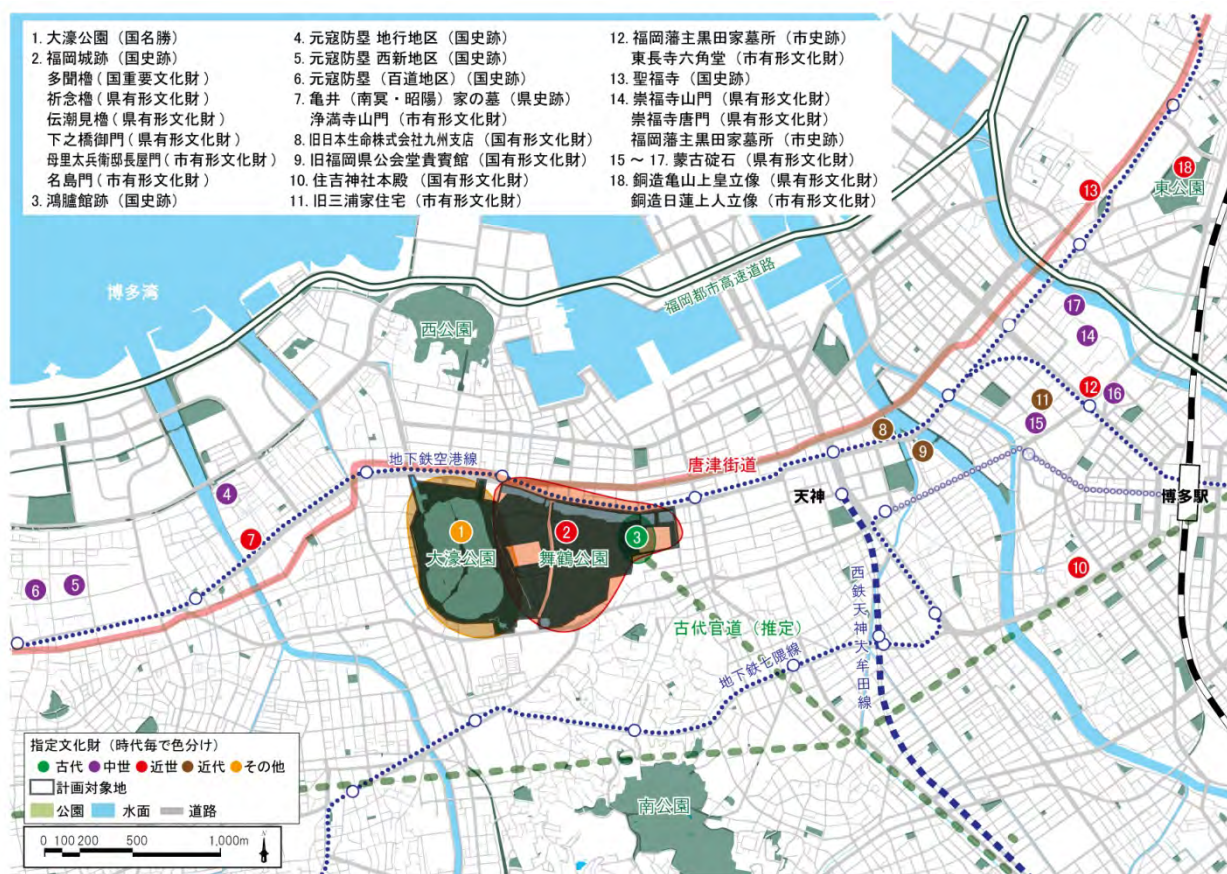 1. 大濠公園（国名勝）
2. 福岡城跡（国史跡）
多聞櫓（国重要文化財）
祈念櫓（県有形文化財）
伝潮見櫓（県有形文化財）
下之橋御門（県有形文化財）
母里太兵衛邸長屋門（市有形文化財）
名島門（市有形文化財）
3. 鴻臚館跡（国史跡）
4. 元寇防塁 地行地区（国史跡）
5. 元寇防塁 西新地区（国史跡）
6. 元寇防塁（百道地区）（国史跡）
7. 亀井（南冥・昭陽）家の墓（県史跡）
浄満寺山門（市有形文化財）
8. 旧日本生命株式会社九州支店（国有形文化財）
9. 旧福岡県公会堂貴賓館（国有形文化財）
10. 住吉神社本殿（国有形文化財）
11. 旧三浦家住宅（市有形文化財）
12. 福岡藩主黒田家墓所（市史跡）
東長寺六角堂（市有形文化財）
13. 聖福寺（国史跡）
14. 崇福寺山門（県有形文化財）
崇福寺唐門（県有形文化財）
福岡藩主黒田家墓所（市史跡）
15～17. 蒙古碇石（県有形文化財）
18. 銅造亀山上皇立像（県有形文化財）
銅造日蓮上人立像（市有形文化財）
18
東公園
13
博多湾
福岡都市高速道路
西公園
17
14
12
16
11
15
8
9
唐津街道
地下鉄空港線
天神
博多駅
4
7
5
6
1
大濠公園
2
舞鶴公園
3
10
古代官道（推定）
西鉄天神大牟田線
地下鉄七隈線
南公園
指定文化財（時代毎で色分け）
古代 中世 近世 近代 その他
計画対象地
公園 水面 道路
0 100 200 500 1,000m
N